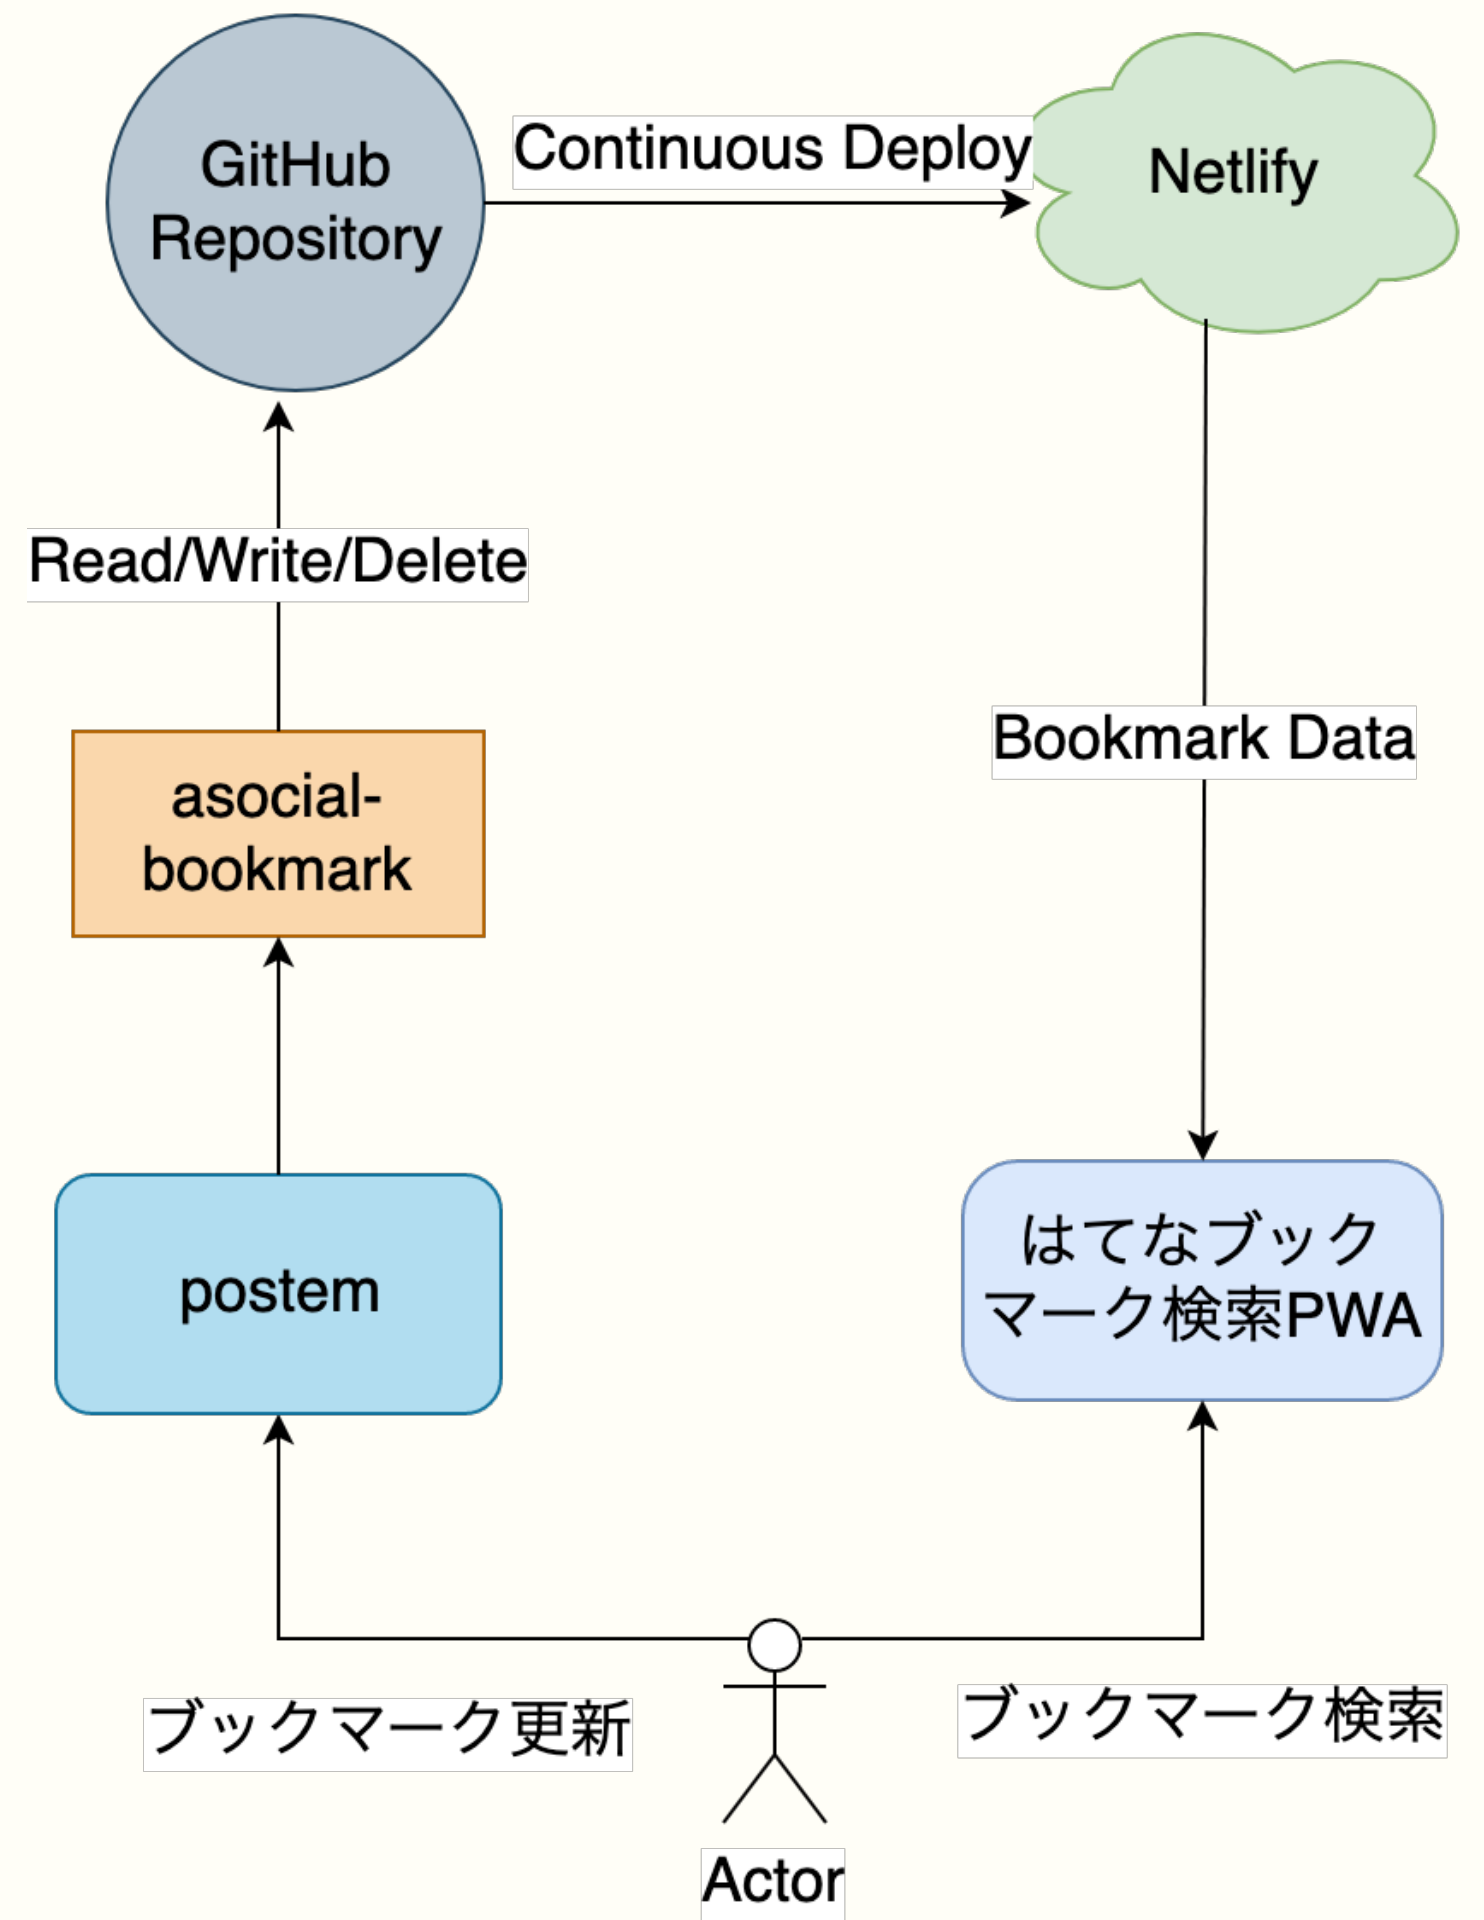 GitHub
Repository
Continuous Deploy
Netlify
Read/Write/Delete
Bookmark Data
asocial-
bookmark
postem
はてなブック
マーク検索PWA
ブックマーク更新
ブックマーク検索
Actor